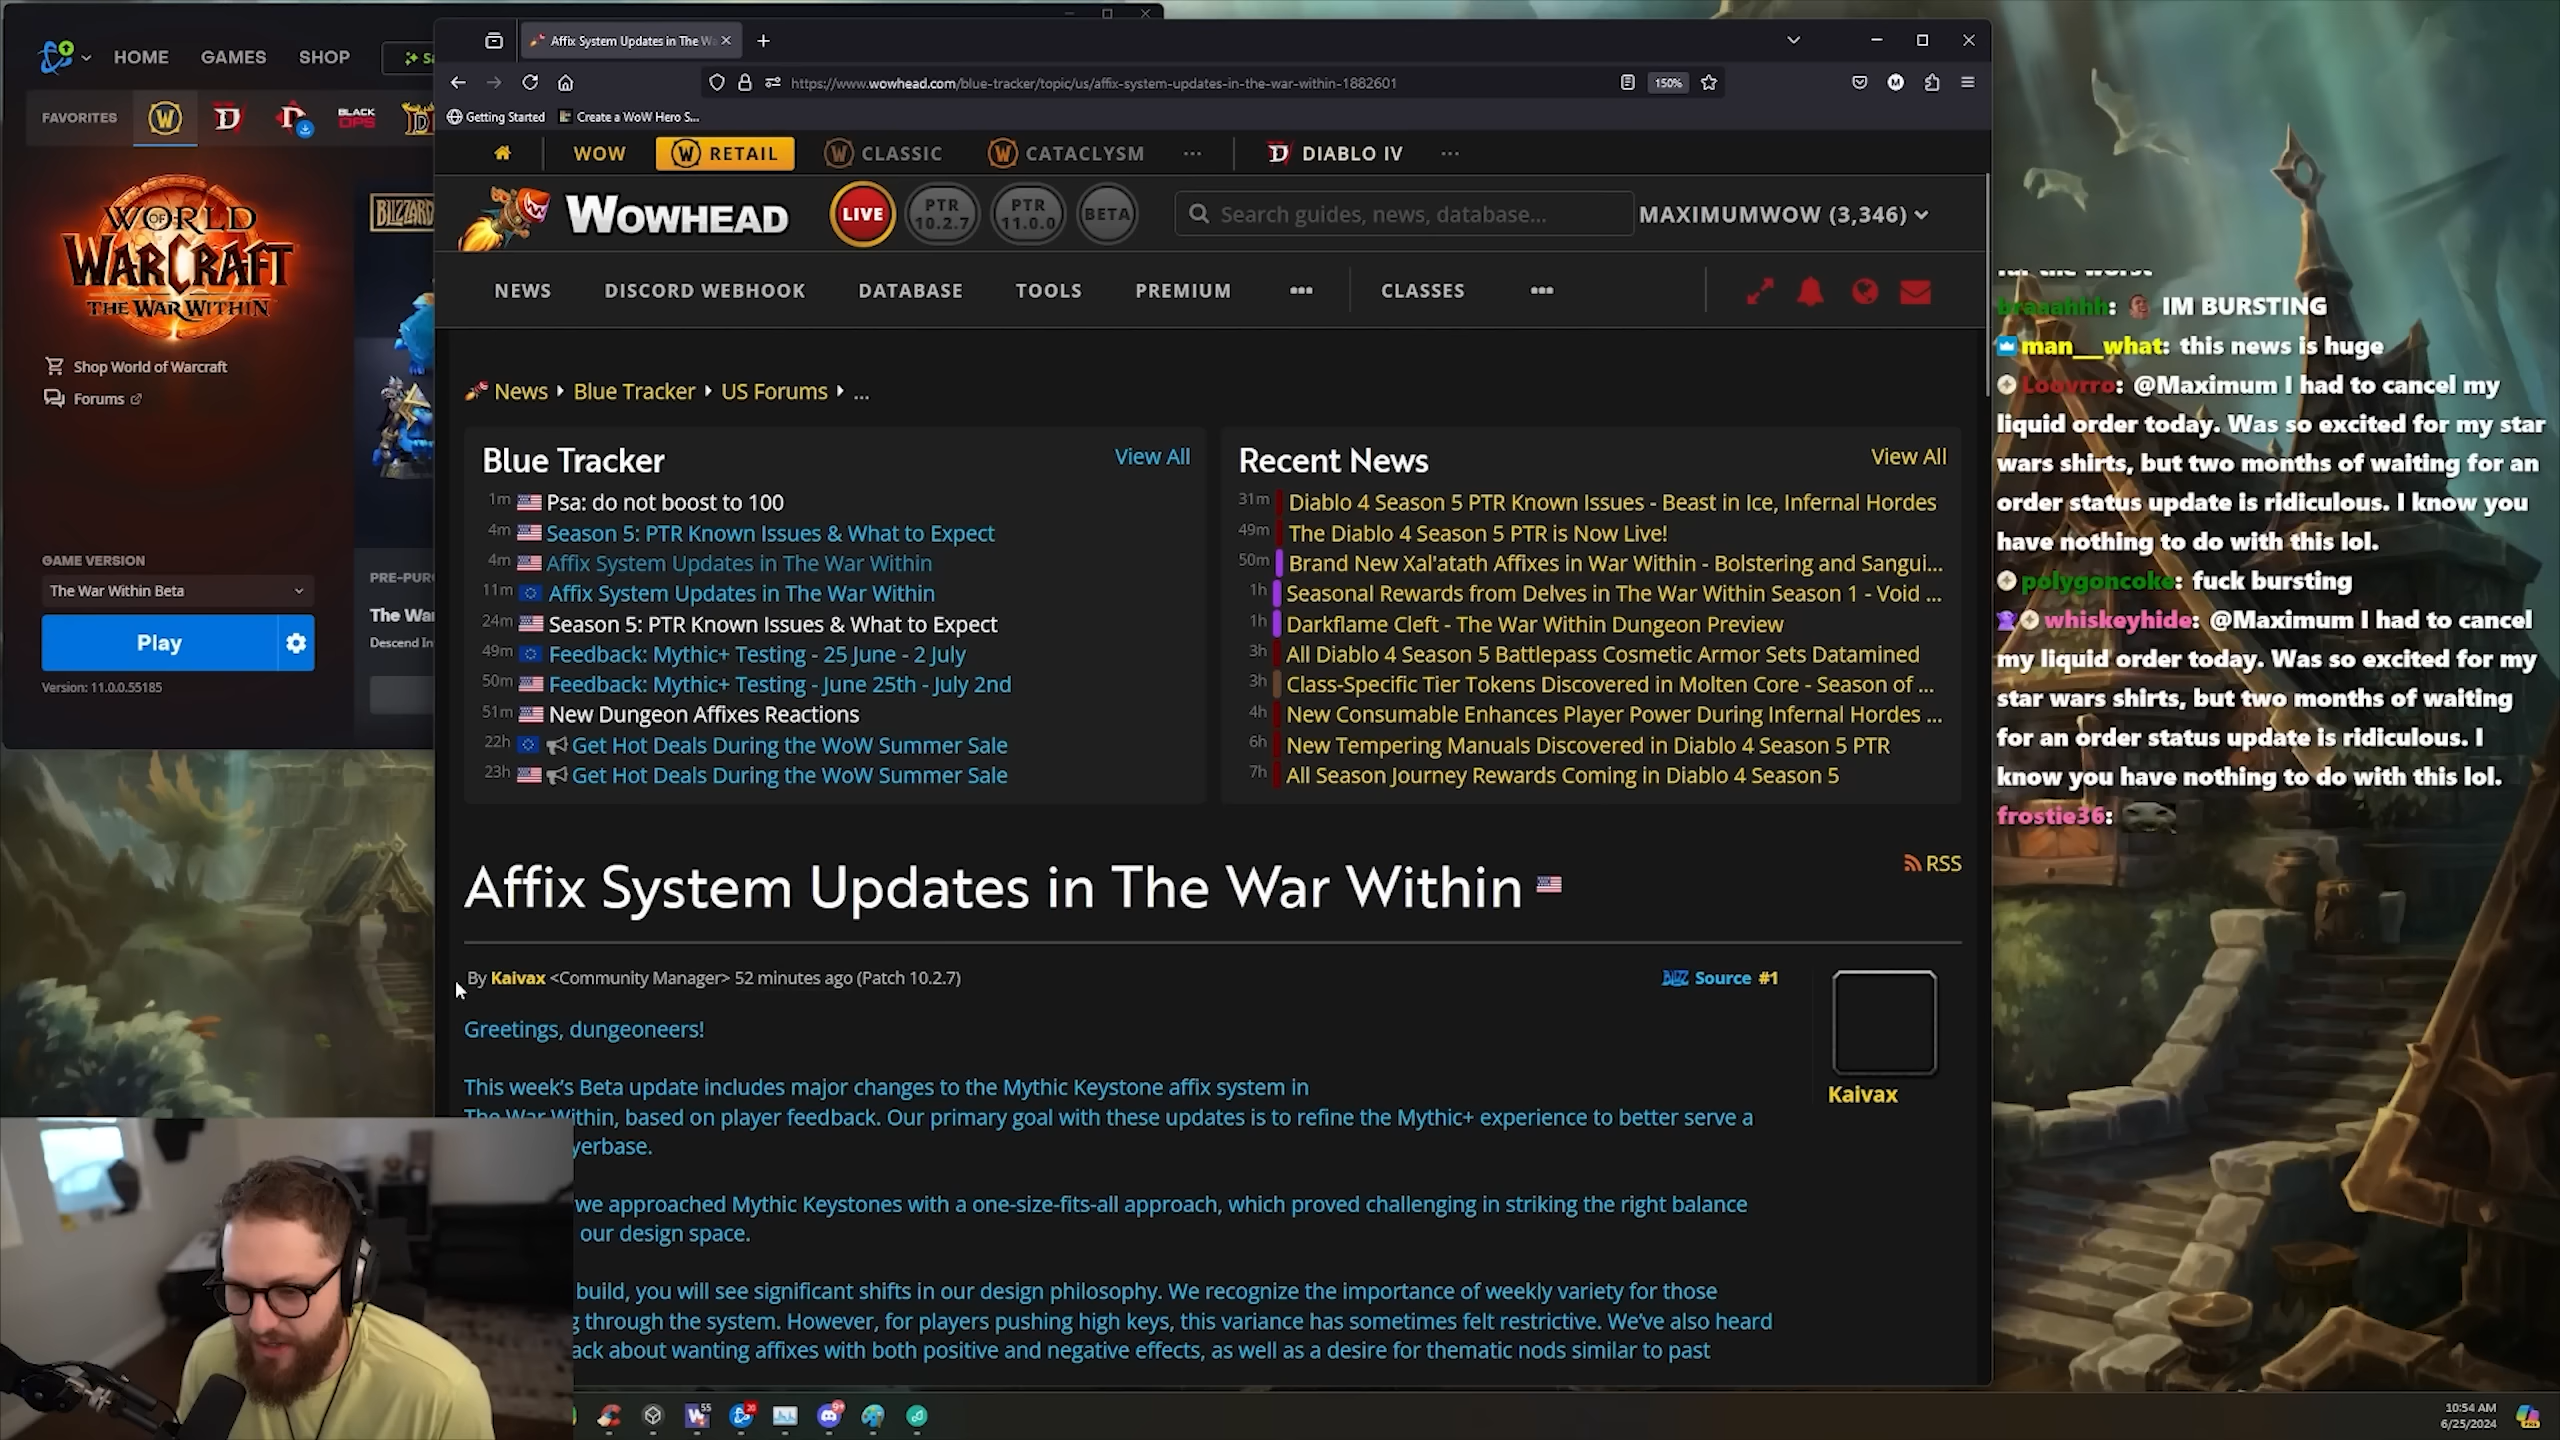 HOME GAMES SHOP
FAVORITES
BLACK OPS
WORLD OF WARCRAFT
THE WAR WITHIN
Shop World of Warcraft
Forums
GAME VERSION
The War Within Beta
Play
Version: 11.0.0.55185
BLIZZARD
PRE-PUR
The War
Descend In
Affix System Updates in The W
https://www.wowhead.com/blue-tracker/topic/us/affix-system-updates-in-the-war-within-1882601
150%
Getting Started
Create a WoW Hero S...
WOW RETAIL CLASSIC CATACLYSM ... DIABLO IV ...
WOWHEAD
LIVE
PTR 10.2.7
PTR 11.0.0
BETA
Search guides, news, database...
MAXIMUMWOW (3,346)
NEWS DISCORD WEBHOOK DATABASE TOOLS PREMIUM ... CLASSES ...
News Blue Tracker US Forums ...
Blue Tracker View All
1m Psa: do not boost to 100
4m Season 5: PTR Known Issues & What to Expect
4m Affix System Updates in The War Within
11m Affix System Updates in The War Within
24m Season 5: PTR Known Issues & What to Expect
49m Feedback: Mythic+ Testing - 25 June - 2 July
50m Feedback: Mythic+ Testing - June 25th - July 2nd
51m New Dungeon Affixes Reactions
22h Get Hot Deals During the WoW Summer Sale
23h Get Hot Deals During the WoW Summer Sale
Recent News View All
31m Diablo 4 Season 5 PTR Known Issues - Beast in Ice, Infernal Hordes
49m The Diablo 4 Season 5 PTR is Now Live!
50m Brand New Xal'atath Affixes in War Within - Bolstering and Sangui...
1h Seasonal Rewards from Delves in The War Within Season 1 - Void ...
1h Darkflame Cleft - The War Within Dungeon Preview
3h All Diablo 4 Season 5 Battlepass Cosmetic Armor Sets Datamined
3h Class-Specific Tier Tokens Discovered in Molten Core - Season of ...
4h New Consumable Enhances Player Power During Infernal Hordes ...
6h New Tempering Manuals Discovered in Diablo 4 Season 5 PTR
7h All Season Journey Rewards Coming in Diablo 4 Season 5
RSS
Affix System Updates in The War Within
By Kaivax <Community Manager> 52 minutes ago (Patch 10.2.7)
Source #1
Kaivax
Greetings, dungeoneers!
This week's Beta update includes major changes to the Mythic Keystone affix system in
The War Within, based on player feedback. Our primary goal with these updates is to refine the Mythic+ experience to better serve a
yerbase.
we approached Mythic Keystones with a one-size-fits-all approach, which proved challenging in striking the right balance
our design space.
build, you will see significant shifts in our design philosophy. We recognize the importance of weekly variety for those
g through the system. However, for players pushing high keys, this variance has sometimes felt restrictive. We've also heard
ack about wanting affixes with both positive and negative effects, as well as a desire for thematic nods similar to past
for the worst
braaahhh: IM BURSTING
man__what: this news is huge
Loovrro: @Maximum I had to cancel my
liquid order today. Was so excited for my star
wars shirts, but two months of waiting for an
order status update is ridiculous. I know you
have nothing to do with this lol.
polygoncoke: fuck bursting
whiskeyhide: @Maximum I had to cancel
my liquid order today. Was so excited for my
star wars shirts, but two months of waiting
for an order status update is ridiculous. I
know you have nothing to do with this lol.
frostie36:
10:54 AM
6/25/2024